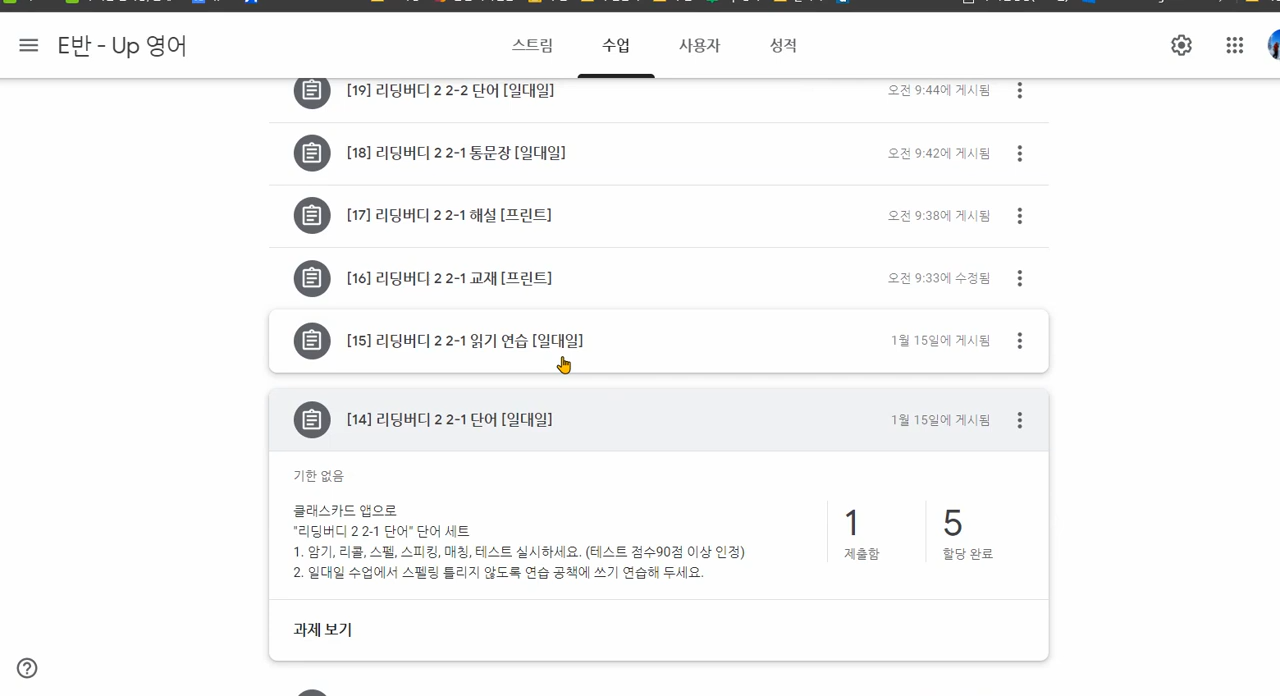 E반 - Up 영어
스트림
수업
사용자
성적
[19] 리딩버디 2 2-2 단어 [일대일]
오전 9:44에 게시됨
[18] 리딩버디 2 2-1 통문장 [일대일]
오전 9:42에 게시됨
[17] 리딩버디 2 2-1 해설 [프린트]
오전 9:38에 게시됨
[16] 리딩버디 2 2-1 교재 [프린트]
오전 9:33에 수정됨
[15] 리딩버디 2 2-1 읽기 연습 [일대일]
1월 15일에 게시됨
[14] 리딩버디 2 2-1 단어 [일대일]
1월 15일에 게시됨
기한 없음
클래스카드 앱으로
"리딩버디 2 2-1 단어" 단어 세트
1. 암기, 리콜, 스펠, 스피킹, 매칭, 테스트 실시하세요. (테스트 점수90점 이상 인정)
2. 일대일 수업에서 스펠링 틀리지 않도록 연습 공책에 쓰기 연습해 두세요.
1
제출함
5
할당 완료
과제 보기